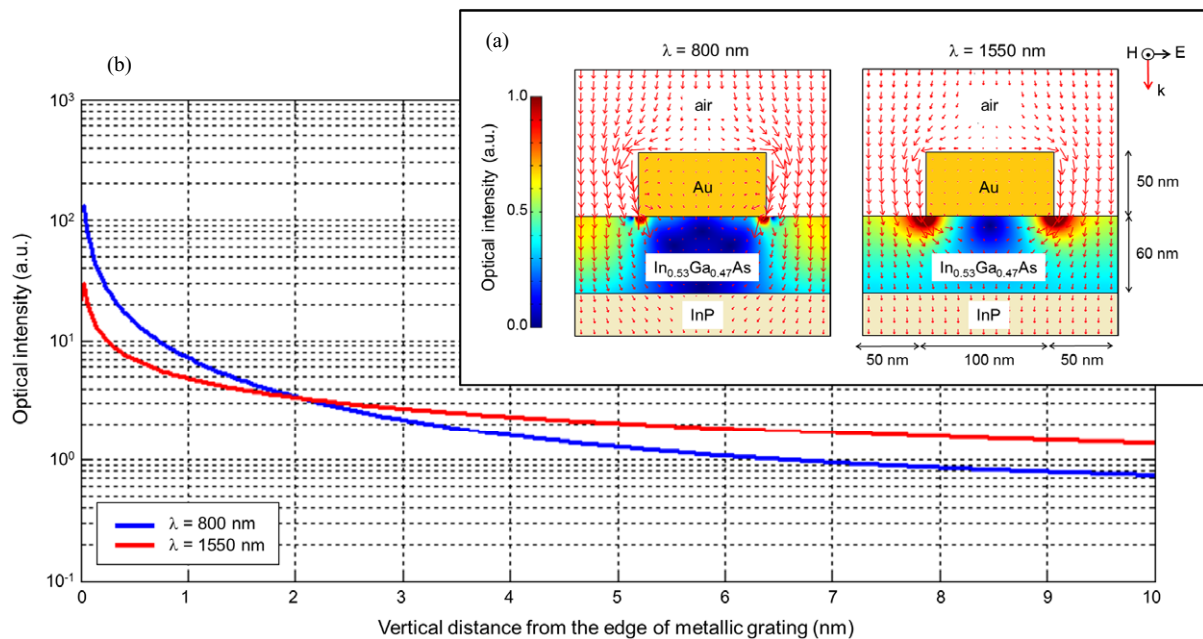 (a)
λ = 800 nm
λ = 1550 nm
H E
k
(b)
Optical intensity (a.u.)
1.0
0.5
0.0
air
Au
In0.53Ga0.47As
InP
air
Au
In0.53Ga0.47As
InP
50 nm
60 nm
50 nm 100 nm 50 nm
Optical intensity (a.u.)
10³
10²
10¹
10⁰
10⁻¹
λ = 800 nm
λ = 1550 nm
0 1 2 3 4 5 6 7 8 9 10
Vertical distance from the edge of metallic grating (nm)